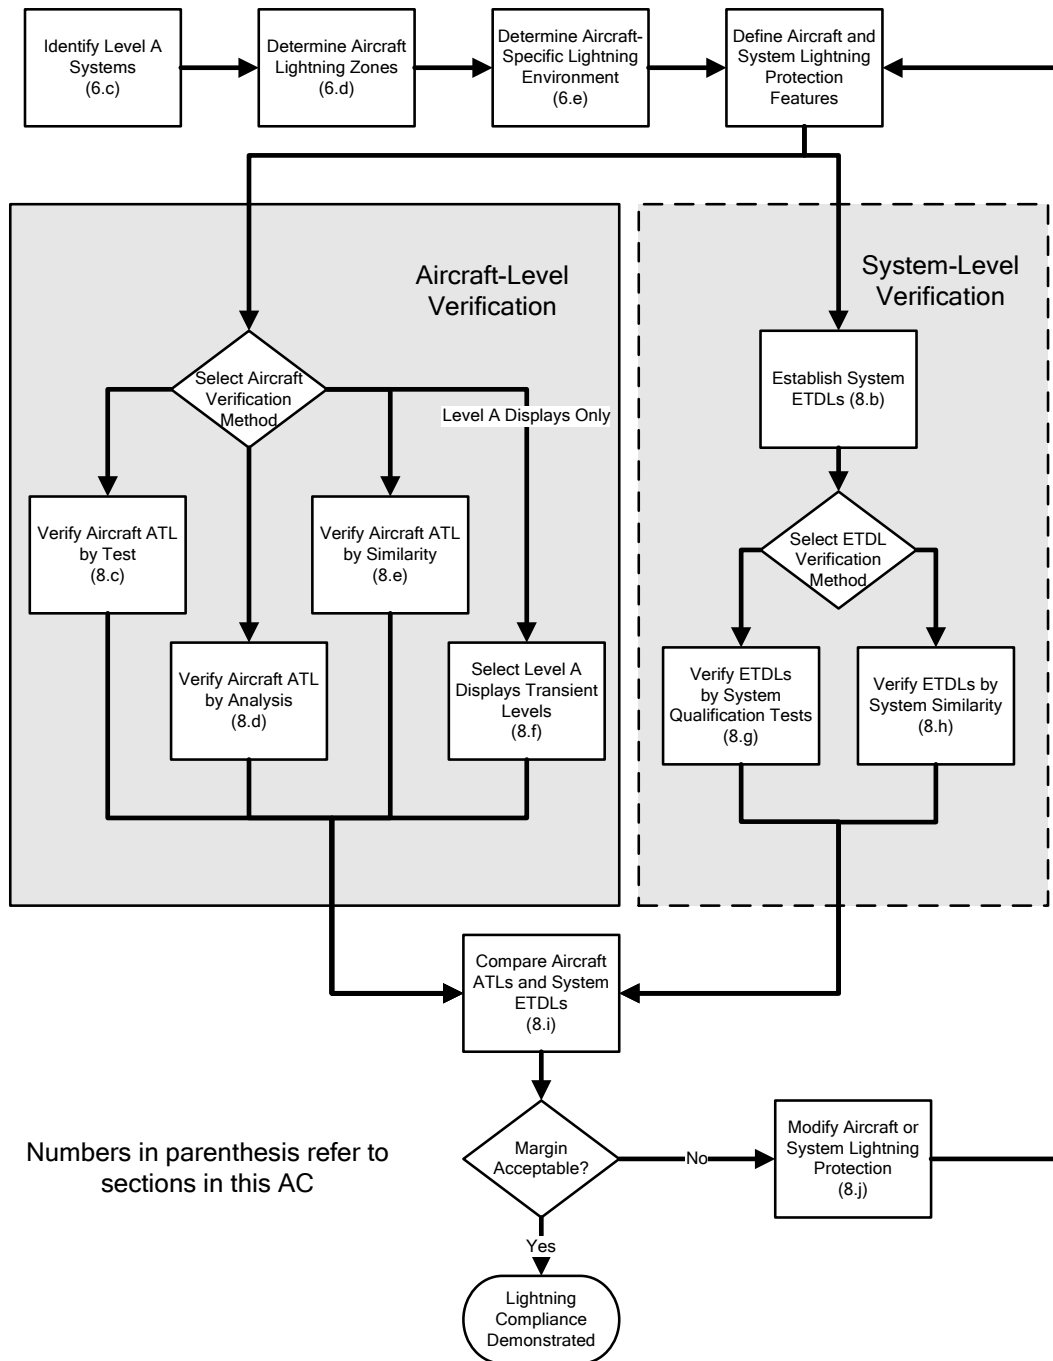 Identify Level A
Systems
(6.c)
Determine Aircraft
Lightning Zones
(6.d)
Determine Aircraft-
Specific Lightning
Environment
(6.e)
Define Aircraft and
System Lightning
Protection
Features
Aircraft-Level
Verification
System-Level
Verification
Select Aircraft
Verification
Method
Level A Displays Only
Establish System
ETDLs (8.b)
Verify Aircraft ATL
by Test
(8.c)
Verify Aircraft ATL
by Similarity
(8.e)
Select ETDL
Verification
Method
Verify Aircraft ATL
by Analysis
(8.d)
Select Level A
Displays Transient
Levels
(8.f)
Verify ETDLs
by System
Qualification Tests
(8.g)
Verify ETDLs by
System Similarity
(8.h)
Compare Aircraft
ATLs and System
ETDLs
(8.i)
Numbers in parenthesis refer to
sections in this AC
Margin
Acceptable?
No
Modify Aircraft or
System Lightning
Protection
(8.j)
Yes
Lightning
Compliance
Demonstrated